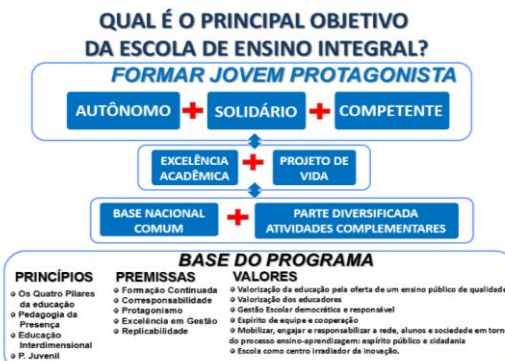 QUAL É O PRINCIPAL OBJETIVO
DA ESCOLA DE ENSINO INTEGRAL?
FORMAR JOVEM PROTAGONISTA
AUTÔNOMO + SOLIDÁRIO + COMPETENTE
EXCELÊNCIA
ACADÊMICA
+
PROJETO DE
VIDA
BASE NACIONAL
COMUM
+
PARTE DIVERSIFICADA
ATIVIDADES COMPLEMENTARES
BASE DO PROGRAMA
PRINCÍPIOS
Os Quatro Pilares
da educação
Pedagogia da
Presença
Educação
Interdimensional
P. Juvenil
PREMISSAS
Formação Continuada
Corresponsabilidade
Protagonismo
Excelência em Gestão
Replicabilidade
VALORES
Valorização da educação pela oferta de um ensino público de qualidade
Valorização dos educadores
Gestão Escolar democrática e responsável
Espírito de equipe e cooperação
Mobilizar, engajar e responsabilizar a rede, alunos e sociedade em torno
do processo ensino-aprendizagem: espírito público e cidadania
Escola como centro irradiador da inovação.